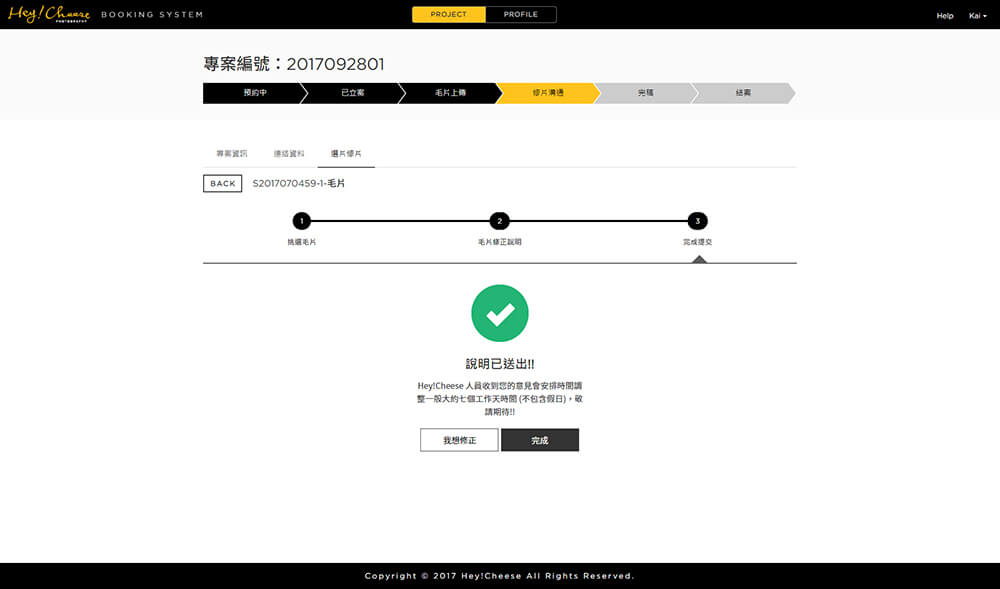 Hey! Cheese
PHOTOGRAPHY
BOOKING SYSTEM
PROJECT
PROFILE
Help
Kai
專案編號：2017092801
預約中
已立案
毛片上傳
修片溝通
完稿
結案
專案資訊
連絡資料
選片修片
BACK
S2017070459-1-毛片
1
2
3
挑選毛片
毛片修正說明
完成提交
說明已送出!!
Hey!Cheese 人員收到您的意見會安排時間調
整一般大約七個工作天時間 (不包含假日)，敬
請期待!!
我想修正
完成
Copyright © 2017 Hey!Cheese All Rights Reserved.